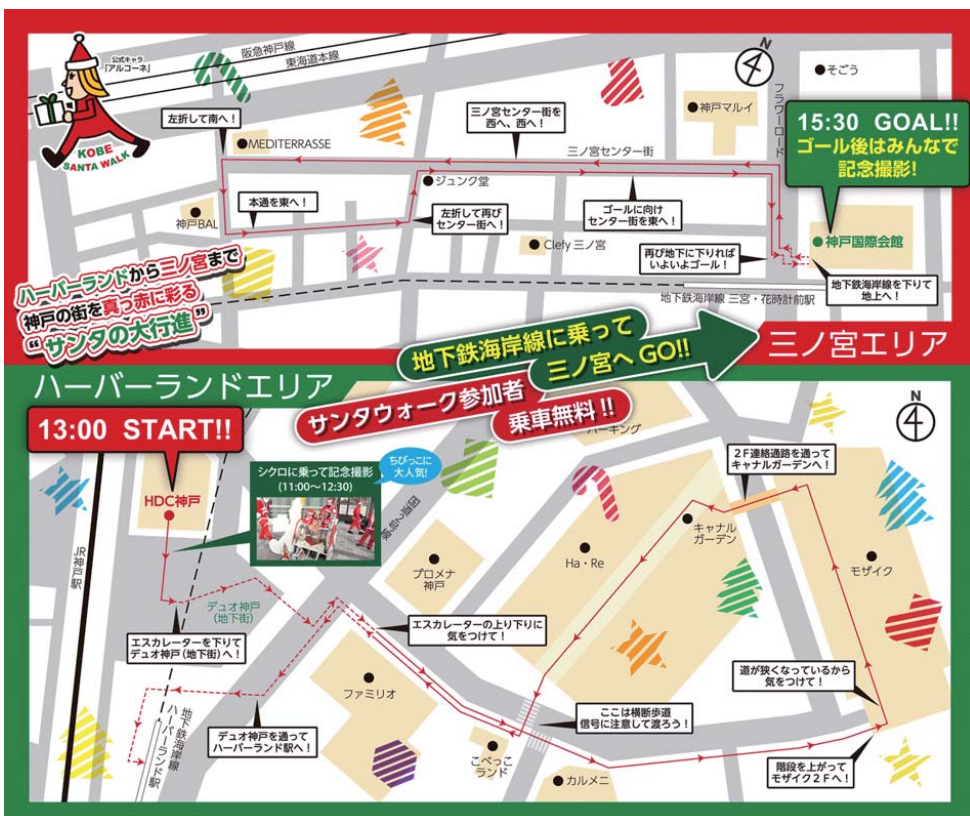 公式キャラ
「アルコーネ」
KOBE
SANTA WALK
阪急神戸線
東海道本線
N
そごう
左折して南へ！
三ノ宮センター街を
西へ、西へ！
神戸マルイ
フラワーロード
15:30 GOAL!!
ゴール後はみんなで
記念撮影!
MEDITERRASSE
三ノ宮センター街
ジュンク堂
本通を東へ！
神戸BAL
左折して再び
センター街へ！
ゴールに向け
センター街を東へ！
Clefy 三ノ宮
再び地下に下りれば
いよいよゴール！
神戸国際会館
地下鉄海岸線を下りて
地上へ！
地下鉄海岸線 三宮・花時計前駅
ハーバーランドから三ノ宮まで
神戸の街を真っ赤に彩る
“サンタの大行進”
地下鉄海岸線に乗って
三ノ宮へ GO!!
三ノ宮エリア
サンタウォーク参加者
乗車無料!!
ハーバーランドエリア
13:00 START!!
HDC神戸
シクロに乗って記念撮影
(11:00～12:30)
ちびっこに
大人気!
パーキング
N
2F連絡通路を通って
キャナルガーデンへ！
国道2号線
JR神戸駅
プロメナ
神戸
Ha・Re
キャナル
ガーデン
モザイク
デュオ神戸
(地下街)
エスカレーターを下りて
デュオ神戸(地下街)へ！
エスカレーターの上り下りに
気をつけて！
ファミリオ
道が狭くなっているから
気をつけて！
ここは横断歩道
信号に注意して渡ろう！
地下鉄海岸線
ハーバーランド駅
デュオ神戸を通って
ハーバーランド駅へ！
こべっこ
ランド
カルメニ
階段を上がって
モザイク2Fへ！